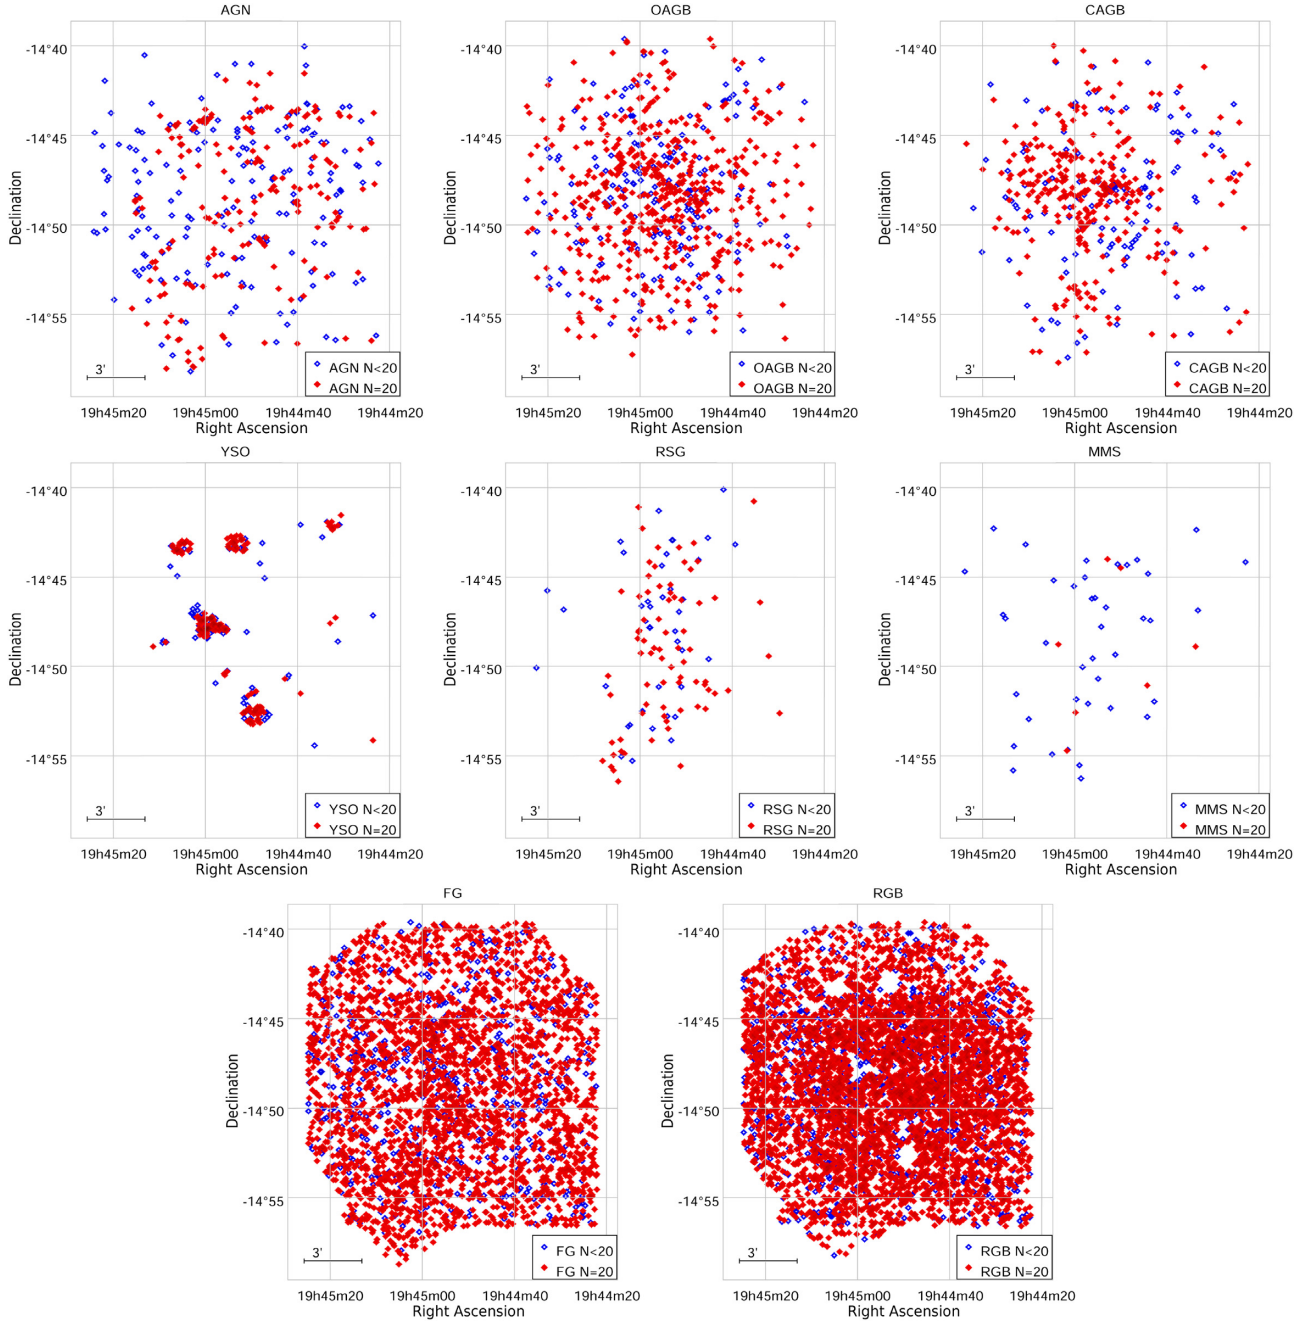 AGN
-14°40'
-14°45'
-14°50'
-14°55'
Declination
3'
AGN N<20
AGN N=20
19h45m20 19h45m00 19h44m40 19h44m20
Right Ascension
OAGB
-14°40'
-14°45'
-14°50'
-14°55'
Declination
3'
OAGB N<20
OAGB N=20
19h45m20 19h45m00 19h44m40 19h44m20
Right Ascension
CAGB
-14°40'
-14°45'
-14°50'
-14°55'
Declination
3'
CAGB N<20
CAGB N=20
19h45m20 19h45m00 19h44m40 19h44m20
Right Ascension
YSO
-14°40'
-14°45'
-14°50'
-14°55'
Declination
3'
YSO N<20
YSO N=20
19h45m20 19h45m00 19h44m40 19h44m20
Right Ascension
RSG
-14°40'
-14°45'
-14°50'
-14°55'
Declination
3'
RSG N<20
RSG N=20
19h45m20 19h45m00 19h44m40 19h44m20
Right Ascension
MMS
-14°40'
-14°45'
-14°50'
-14°55'
Declination
3'
MMS N<20
MMS N=20
19h45m20 19h45m00 19h44m40 19h44m20
Right Ascension
FG
-14°40'
-14°45'
-14°50'
-14°55'
Declination
3'
FG N<20
FG N=20
19h45m20 19h45m00 19h44m40 19h44m20
Right Ascension
RGB
-14°40'
-14°45'
-14°50'
-14°55'
Declination
3'
RGB N<20
RGB N=20
19h45m20 19h45m00 19h44m40 19h44m20
Right Ascension